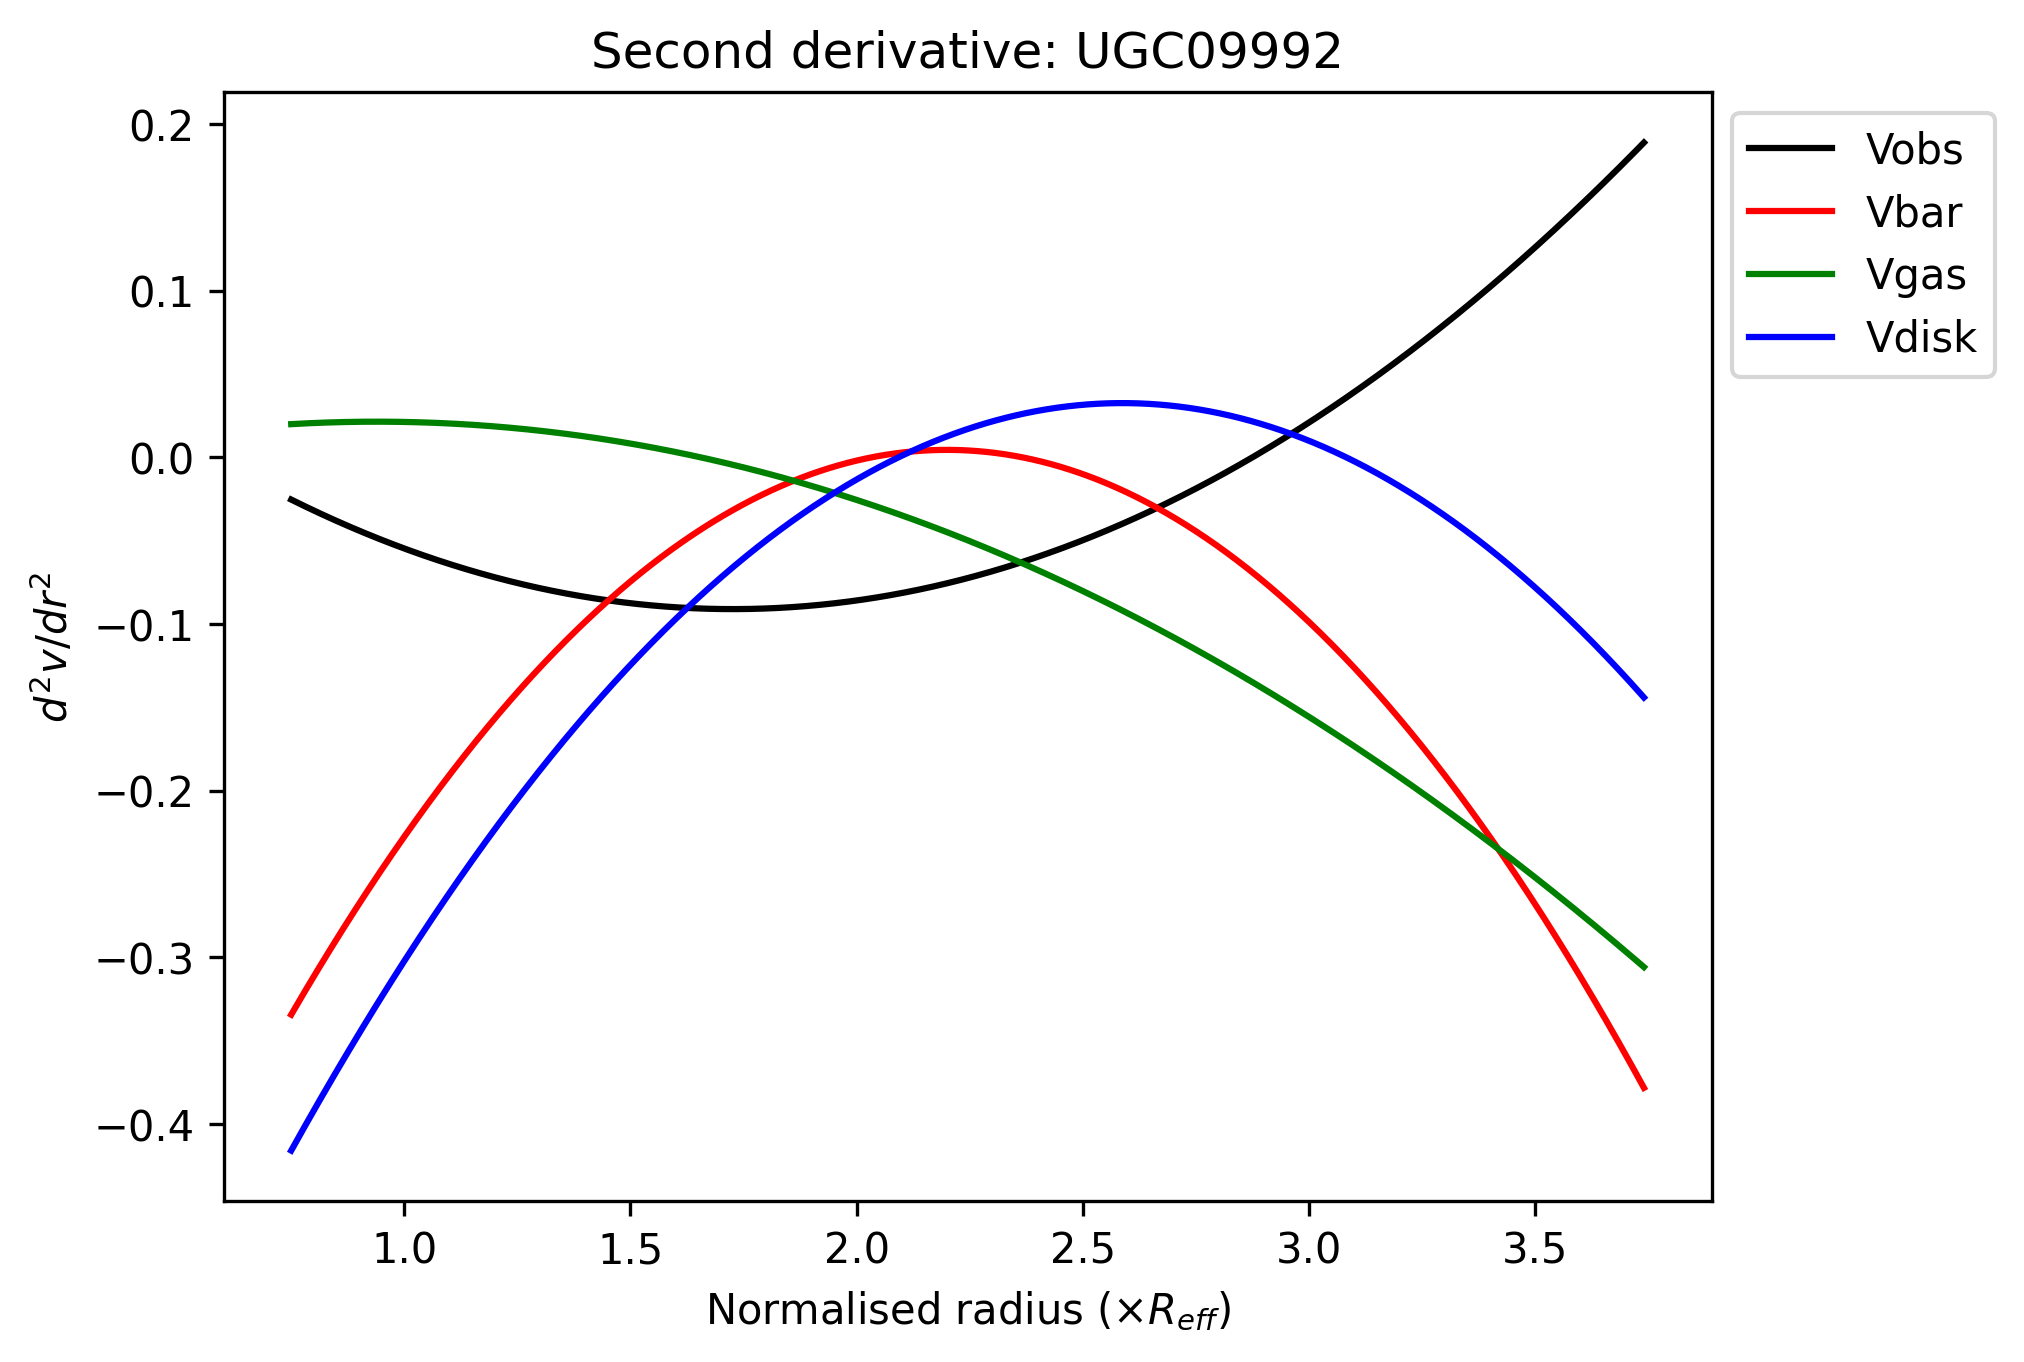 Second derivative: UGC09992
0.2
0.1
0.0
−0.1
−0.2
−0.3
−0.4
d²v/dr²
1.0 1.5 2.0 2.5 3.0 3.5
Normalised radius (×R_eff)
Vobs
Vbar
Vgas
Vdisk